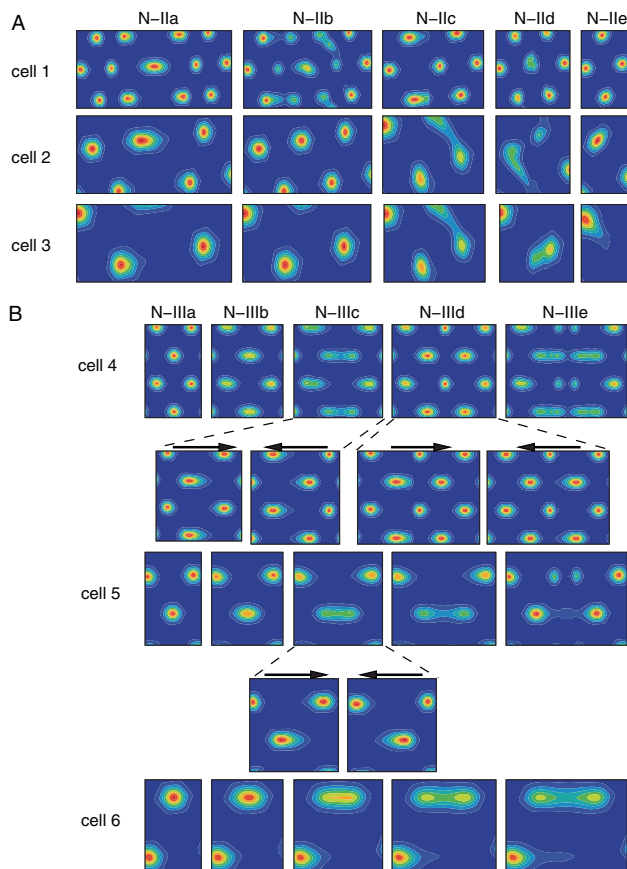 A
N–IIa N–IIb N–IIc N–IId N–IIe
cell 1
cell 2
cell 3
B
N–IIIa N–IIIb N–IIIc N–IIId N–IIIe
cell 4
cell 5
cell 6